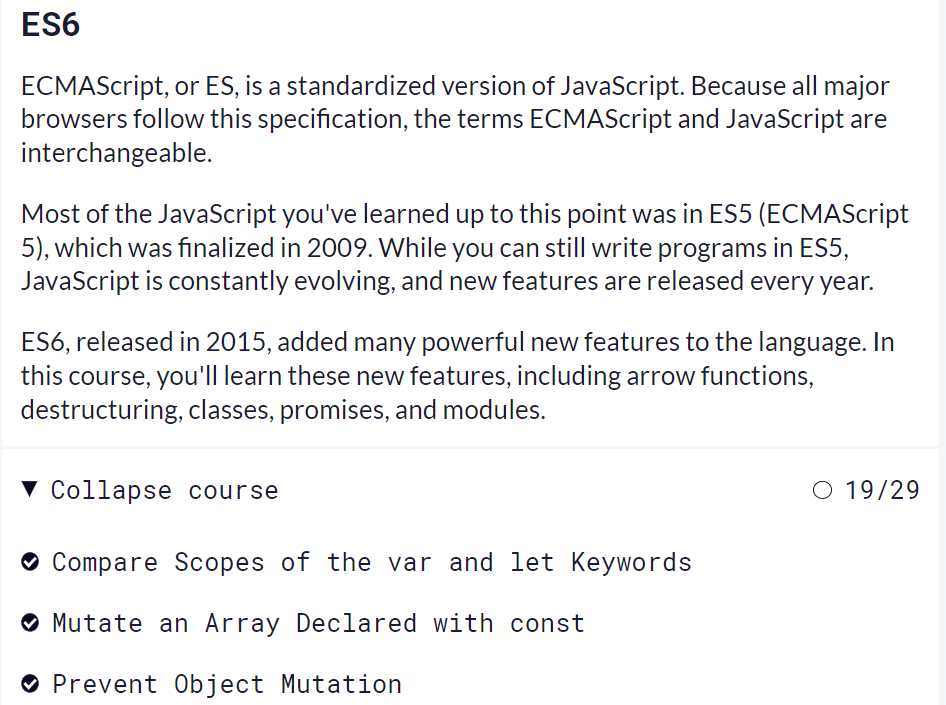 ES6
ECMAScript, or ES, is a standardized version of JavaScript. Because all major
browsers follow this specification, the terms ECMAScript and JavaScript are
interchangeable.
Most of the JavaScript you've learned up to this point was in ES5 (ECMAScript
5), which was finalized in 2009. While you can still write programs in ES5,
JavaScript is constantly evolving, and new features are released every year.
ES6, released in 2015, added many powerful new features to the language. In
this course, you'll learn these new features, including arrow functions,
destructuring, classes, promises, and modules.
Collapse course 19/29
Compare Scopes of the var and let Keywords
Mutate an Array Declared with const
Prevent Object Mutation